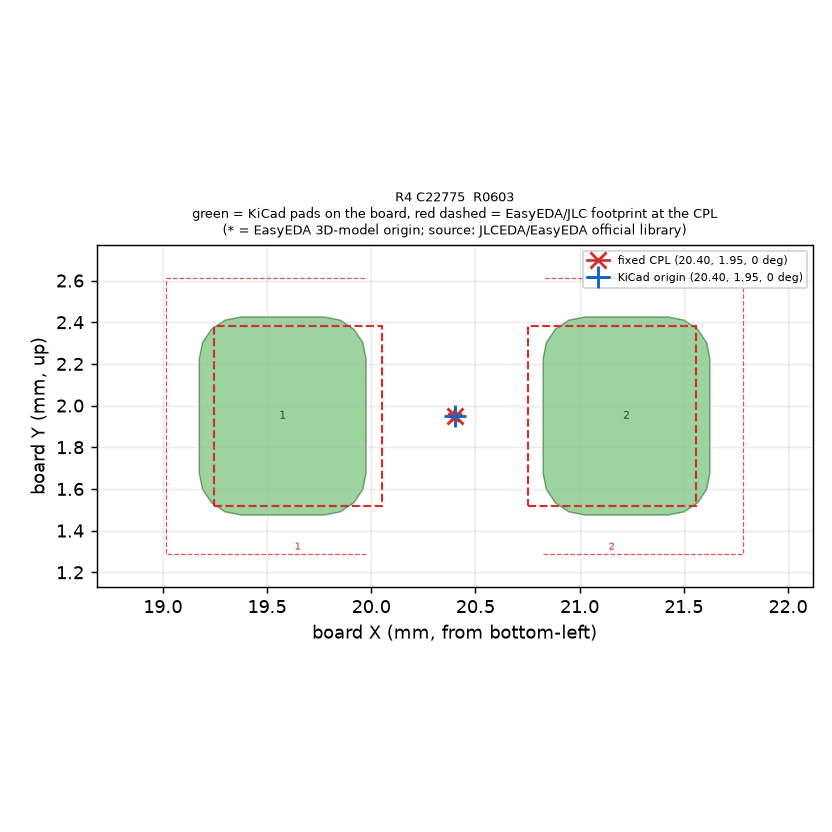 R4 C22775  R0603
green = KiCad pads on the board, red dashed = EasyEDA/JLC footprint at the CPL
(* = EasyEDA 3D-model origin; source: JLCEDA/EasyEDA official library)
fixed CPL (20.40, 1.95, 0 deg)
KiCad origin (20.40, 1.95, 0 deg)
2.6
2.4
2.2
2.0
1.8
1.6
1.4
1.2
board Y (mm, up)
1
2
1
2
19.0 19.5 20.0 20.5 21.0 21.5 22.0
board X (mm, from bottom-left)